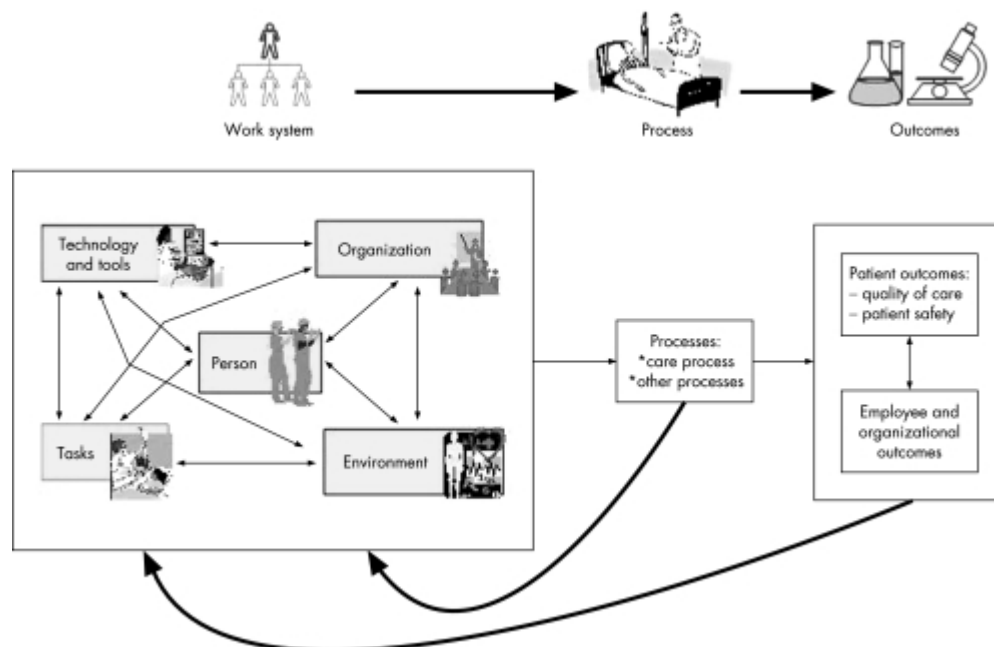 Work system
Process
Outcomes
Technology
and tools
Organization
Person
Tasks
Environment
Processes:
*care process
*other processes
Patient outcomes:
– quality of care
– patient safety
Employee and
organizational
outcomes